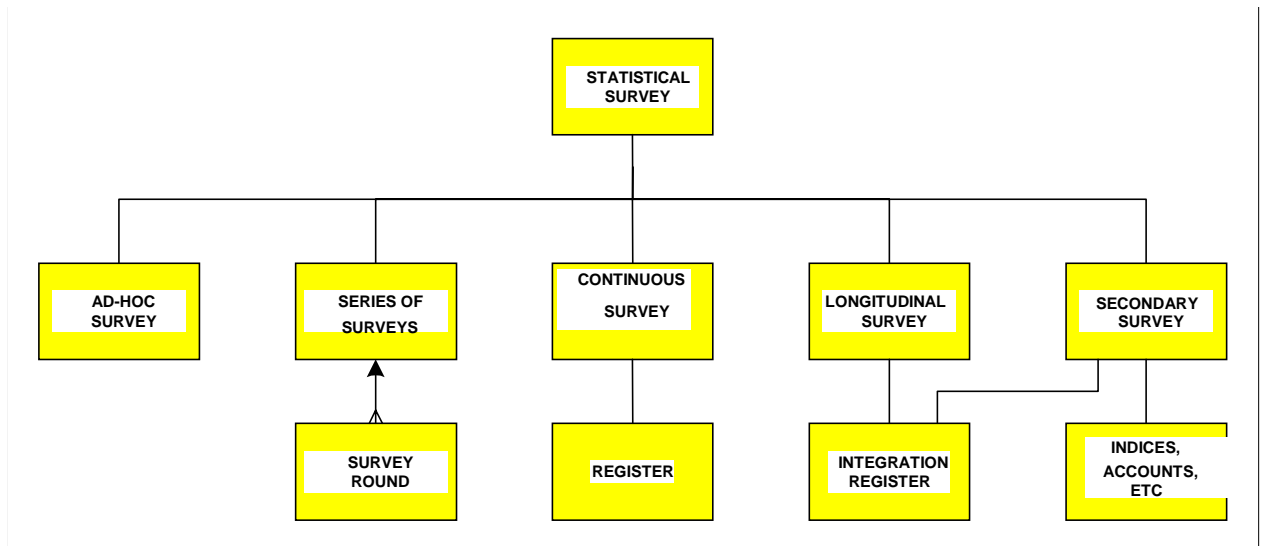 STATISTICAL
SURVEY
AD-HOC
SURVEY
SERIES OF
SURVEYS
CONTINUOUS
SURVEY
LONGITUDINAL
SURVEY
SECONDARY
SURVEY
SURVEY
ROUND
REGISTER
INTEGRATION
REGISTER
INDICES,
ACCOUNTS,
ETC